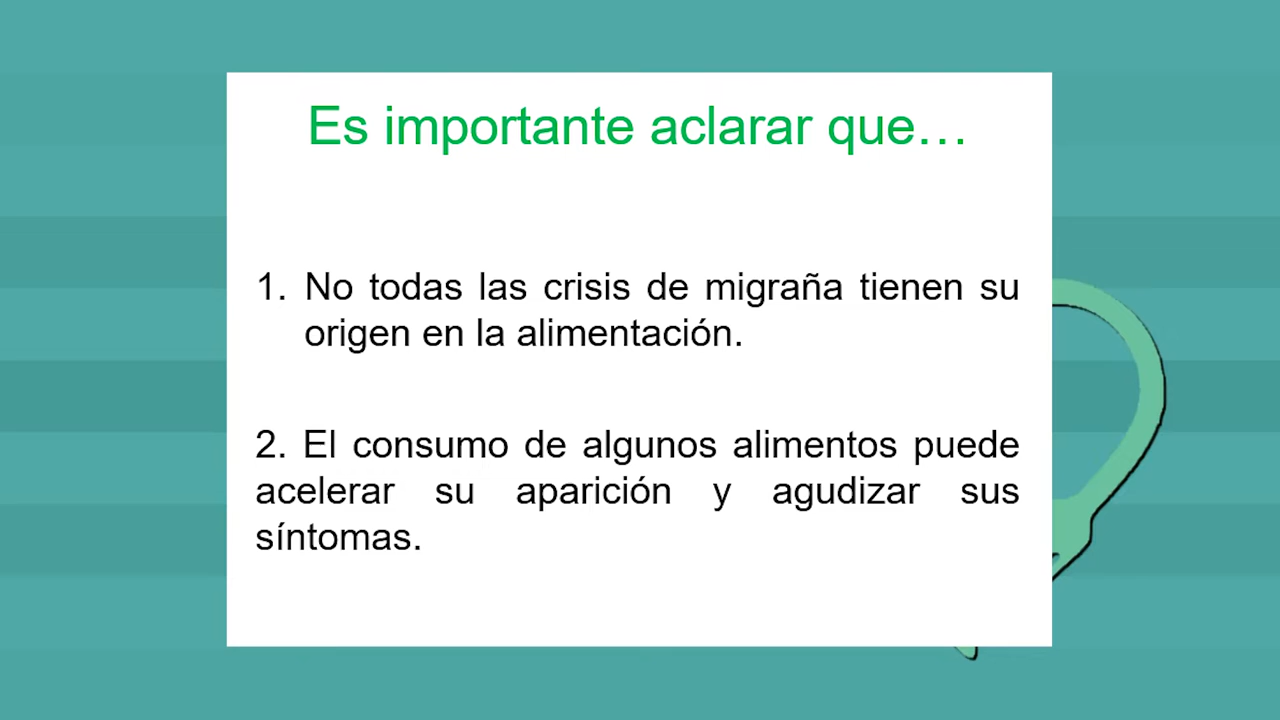 Es importante aclarar que…
1. No todas las crisis de migraña tienen su
origen en la alimentación.
2. El consumo de algunos alimentos puede
acelerar su aparición y agudizar sus
síntomas.